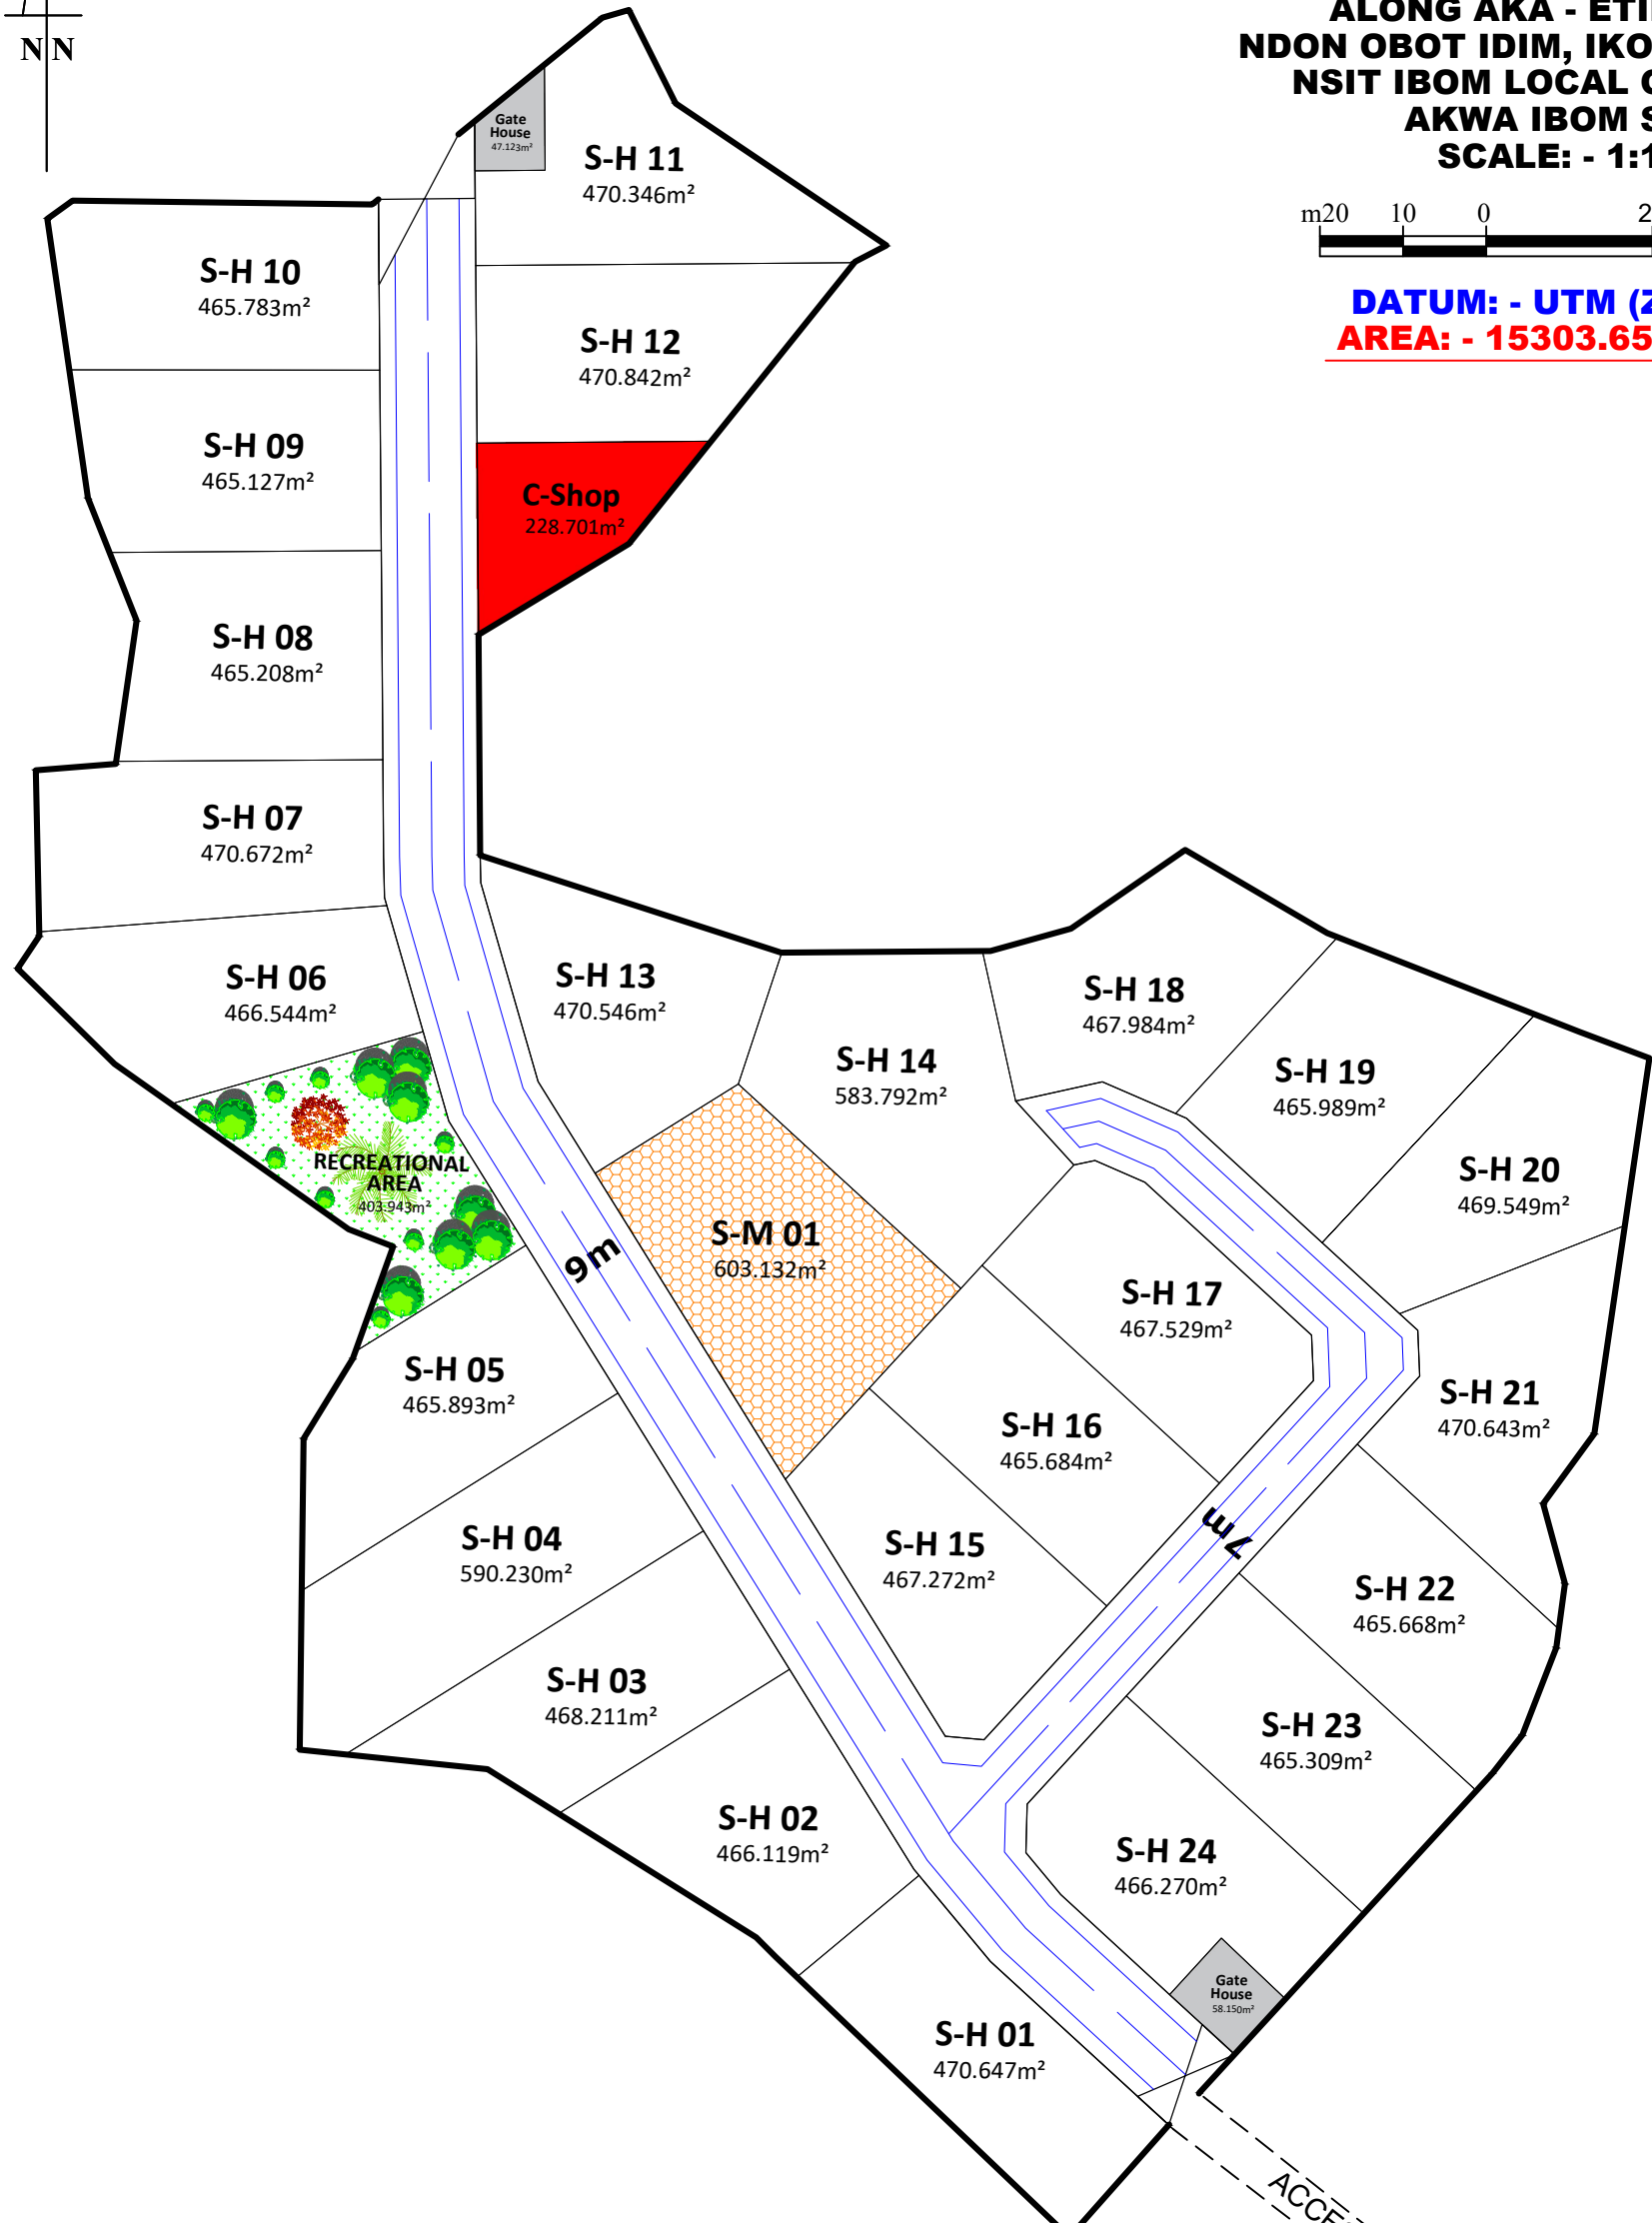 N N
ALONG AKA - ETI
NDON OBOT IDIM, IKO
NSIT IBOM LOCAL
AKWA IBOM S
SCALE: - 1:1
m20 10 0 2
DATUM: - UTM (Z
AREA: - 15303.65
Gate
House
47.123m²
S-H 11
470.346m²
S-H 10
465.783m²
S-H 12
470.842m²
S-H 09
465.127m²
C-Shop
228.701m²
S-H 08
465.208m²
S-H 07
470.672m²
S-H 06
466.544m²
S-H 13
470.546m²
S-H 18
467.984m²
S-H 14
583.792m²
S-H 19
465.989m²
RECREATIONAL
AREA
403.943m²
S-H 20
469.549m²
S-M 01
603.132m²
9m
S-H 17
467.529m²
S-H 05
465.893m²
S-H 21
470.643m²
S-H 16
465.684m²
S-H 04
590.230m²
S-H 15
467.272m²
7m
S-H 22
465.668m²
S-H 03
468.211m²
S-H 23
465.309m²
S-H 02
466.119m²
S-H 24
466.270m²
Gate
House
58.150m²
S-H 01
470.647m²
ACCE